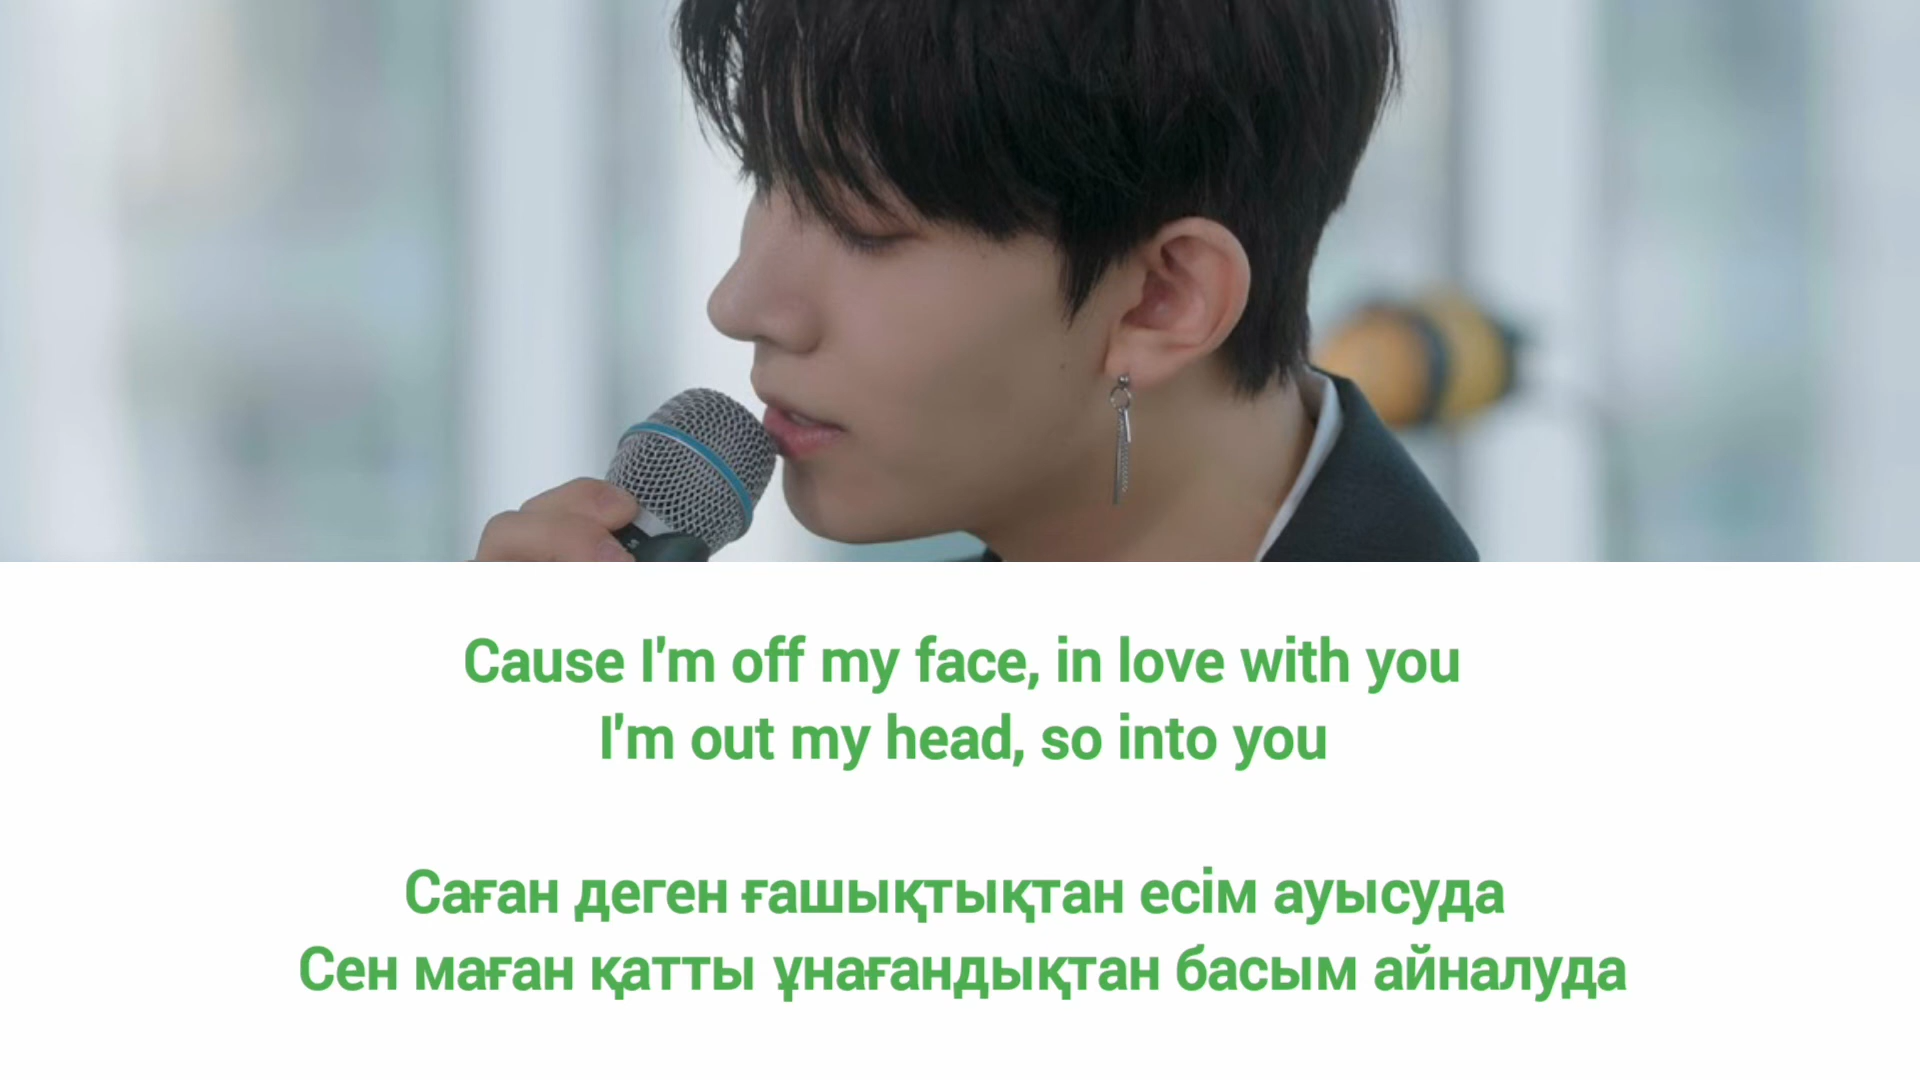 Cause I'm off my face, in love with you
I'm out my head, so into you
Саған деген ғашықтықтан есім ауысуда
Сен маған қатты ұнағандықтан басым айналуда